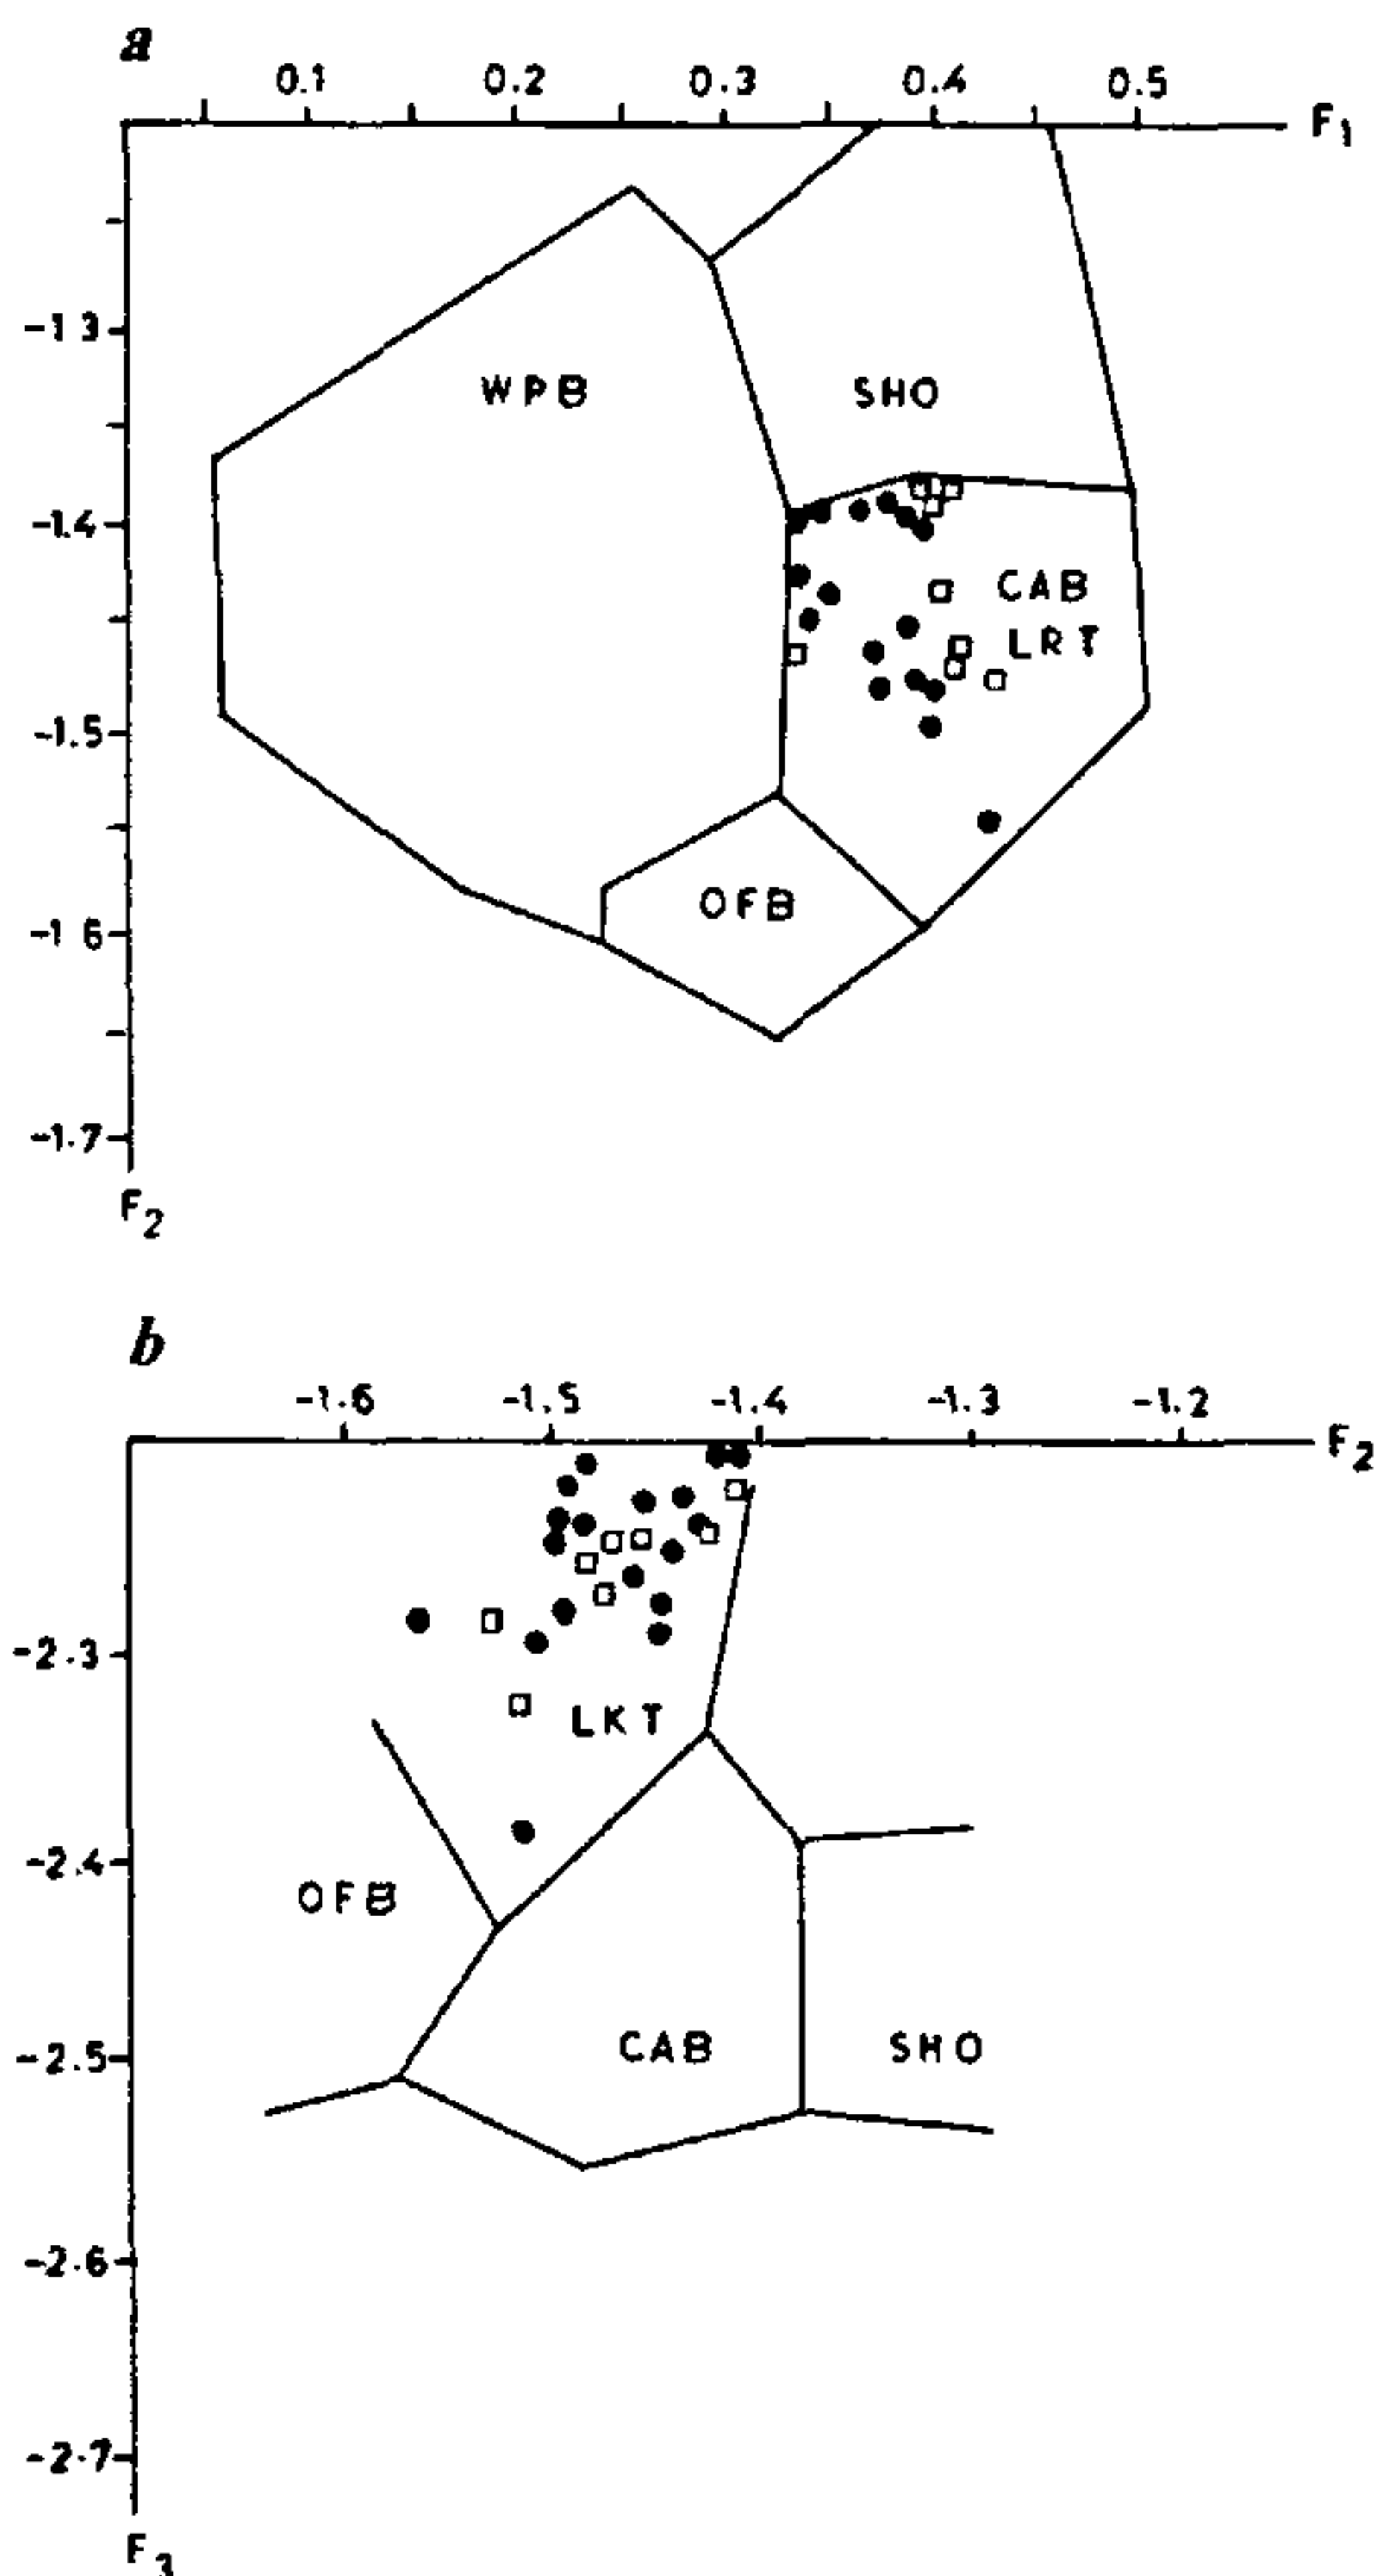 a
0.1 0.2 0.3 0.4 0.5 F1
-1 3
WPB SHO
-1.4
CAB
LRT
-1.5
OFB
-1 6
-1.7
F2
b
-1.6 -1.5 -1.4 -1.3 -1.2 F2
-2.3
LKT
-2.4
OFB
CAB SHO
-2.5
-2.6
-2.7
F3